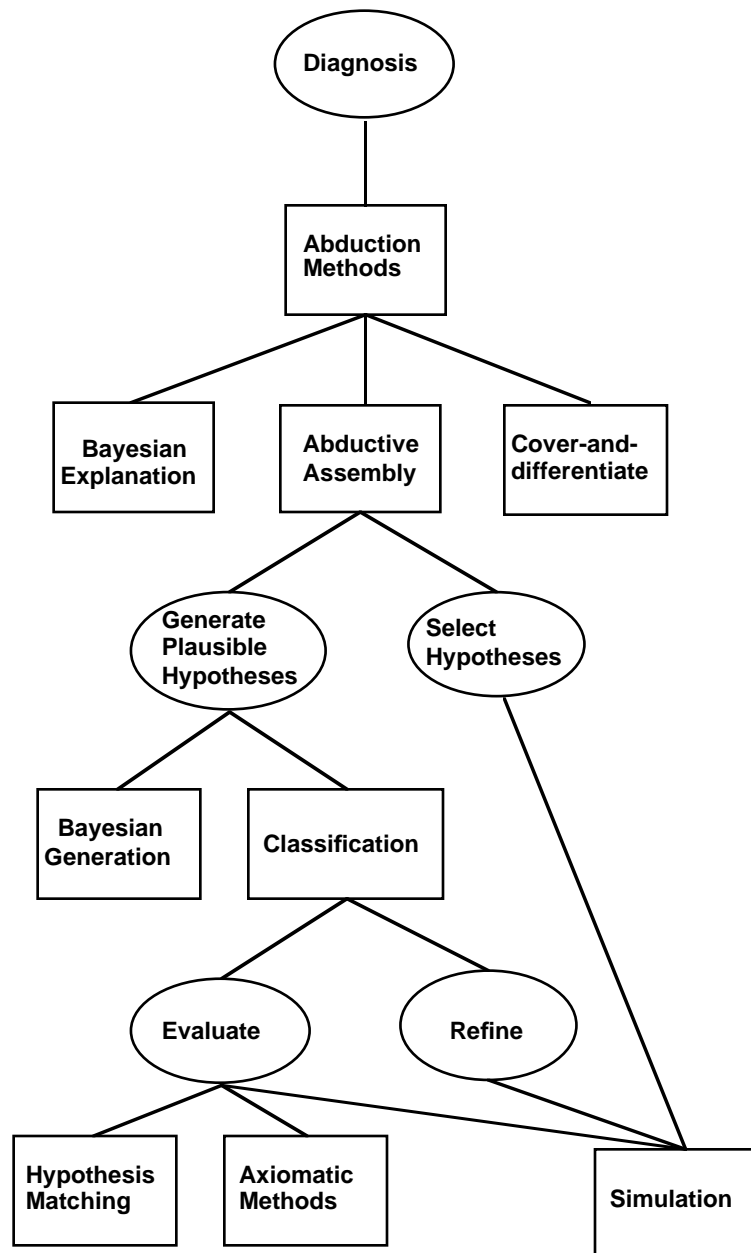 Diagnosis
Abduction
Methods
Bayesian
Explanation
Abductive
Assembly
Cover-and-
differentiate
Generate
Plausible
Hypotheses
Select
Hypotheses
Bayesian
Generation
Classification
Evaluate
Refine
Hypothesis
Matching
Axiomatic
Methods
Simulation